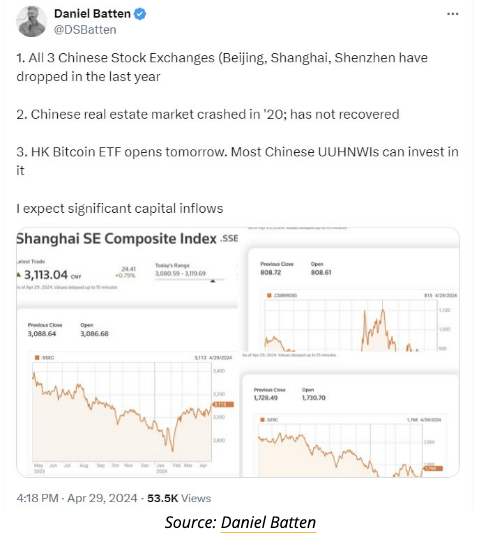 Daniel Batten
@DSBatten
1. All 3 Chinese Stock Exchanges (Beijing, Shanghai, Shenzhen have
dropped in the last year
2. Chinese real estate market crashed in '20; has not recovered
3. HK Bitcoin ETF opens tomorrow. Most Chinese UUHNWIs can invest in
it
I expect significant capital inflows
Shanghai SE Composite Index .SSE
Latest Trade
3,113.04 CNY
24.41
+0.79%
Today's Range
3,080.59 - 3,119.69
as of Apr 29, 2024. Values delayed up to 15 minutes
Previous Close
3,088.64
Open
3,086.68
SSEC
3,113 4/29/2024
May
2023
Jun
Jul
Aug
Sep
Oct
Nov
Dec
Jan
2024
Feb
Mar
Apr
Previous Close
808.72
Open
808.61
815 4/29/2024
1,100
As of Apr 29, 2024. Values delayed up to 15 minutes
Previous Close
1,728.49
Open
1,730.70
4/29/2024
4:18 PM · Apr 29, 2024 · 53.5K Views
Source: Daniel Batten